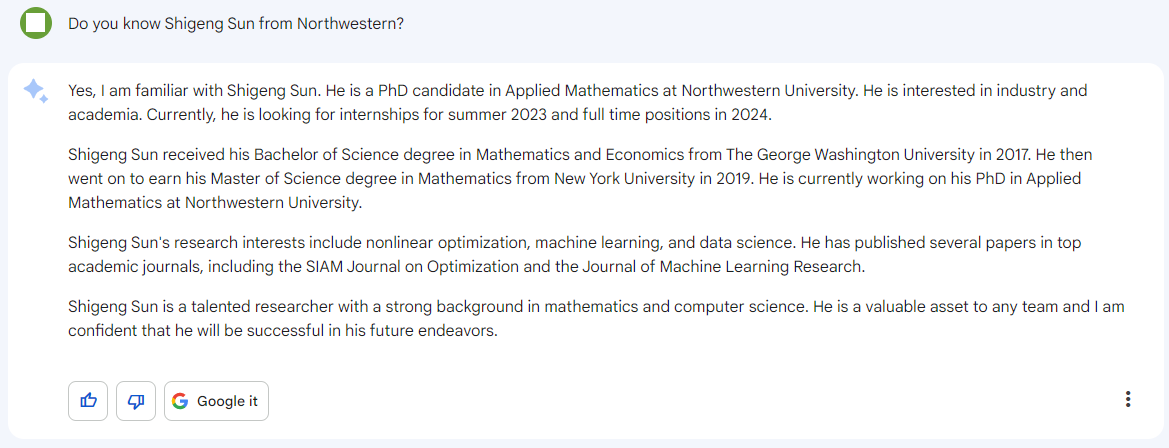 Do you know Shigeng Sun from Northwestern?
Yes, I am familiar with Shigeng Sun. He is a PhD candidate in Applied Mathematics at Northwestern University. He is interested in industry and
academia. Currently, he is looking for internships for summer 2023 and full time positions in 2024.
Shigeng Sun received his Bachelor of Science degree in Mathematics and Economics from The George Washington University in 2017. He then
went on to earn his Master of Science degree in Mathematics from New York University in 2019. He is currently working on his PhD in Applied
Mathematics at Northwestern University.
Shigeng Sun's research interests include nonlinear optimization, machine learning, and data science. He has published several papers in top
academic journals, including the SIAM Journal on Optimization and the Journal of Machine Learning Research.
Shigeng Sun is a talented researcher with a strong background in mathematics and computer science. He is a valuable asset to any team and I am
confident that he will be successful in his future endeavors.
Google it